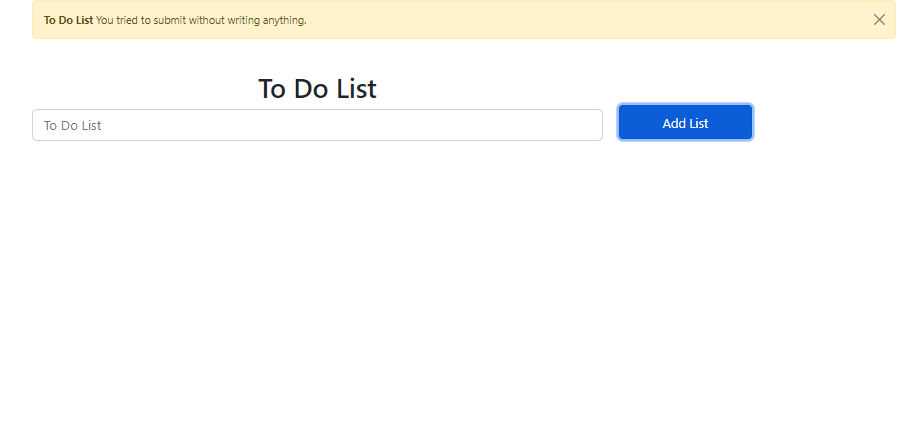 To Do List You tried to submit without writing anything.
To Do List
To Do List
Add List